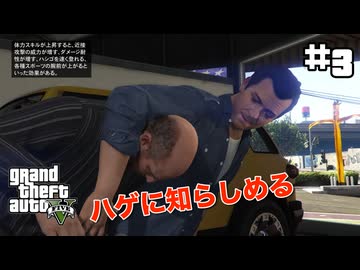 体力スキルが上昇すると、近接
攻撃の威力が増す、ダメージ耐
性が増す、ハシゴを速く登れる、
各種スポーツの腕前が上がると
いった効果がある。
#3
grand
theft
auto
V
FIVE
ハゲに知らしめる